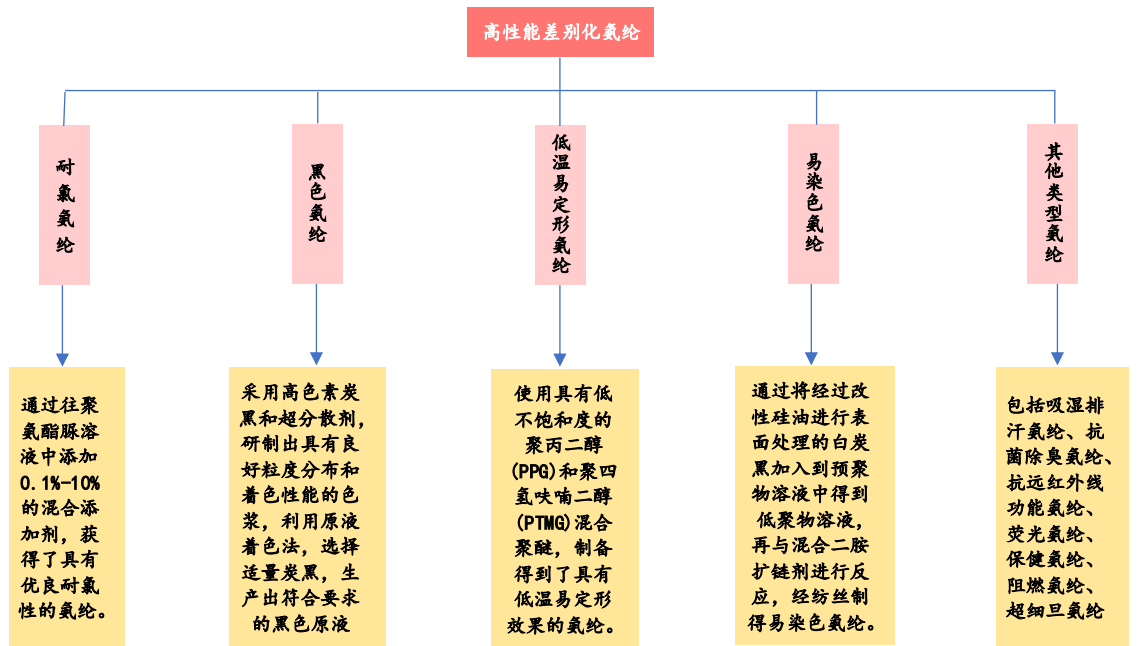 高性能差别化氨纶
耐氯氨纶
黑色氨纶
低温易定形氨纶
易染色氨纶
其他类型氨纶
通过往聚
氨酯脲溶
液中添加
0.1%-10%
的混合添
加剂，获
得了具有
优良耐氯
性的氨纶。
采用高色素炭
黑和超分散剂，
研制出具有良
好粒度分布和
着色性能的色
浆，利用原液
着色法，选择
适量炭黑，生
产出符合要求
的黑色原液
使用具有低
不饱和度的
聚丙二醇
(PPG)和聚四
氢呋喃二醇
(PTMG)混合
聚醚，制备
得到了具有
低温易定形
效果的氨纶。
通过将经过改
性硅油进行表
面处理的白炭
黑加入到预聚
物溶液中得到
低聚物溶液，
再与混合二胺
扩链剂进行反
应，经纺丝制
得易染色氨纶。
包括吸湿排
汗氨纶、抗
菌除臭氨纶、
抗远红外线
功能氨纶、
荧光氨纶、
保健氨纶、
阻燃氨纶、
超细旦氨纶